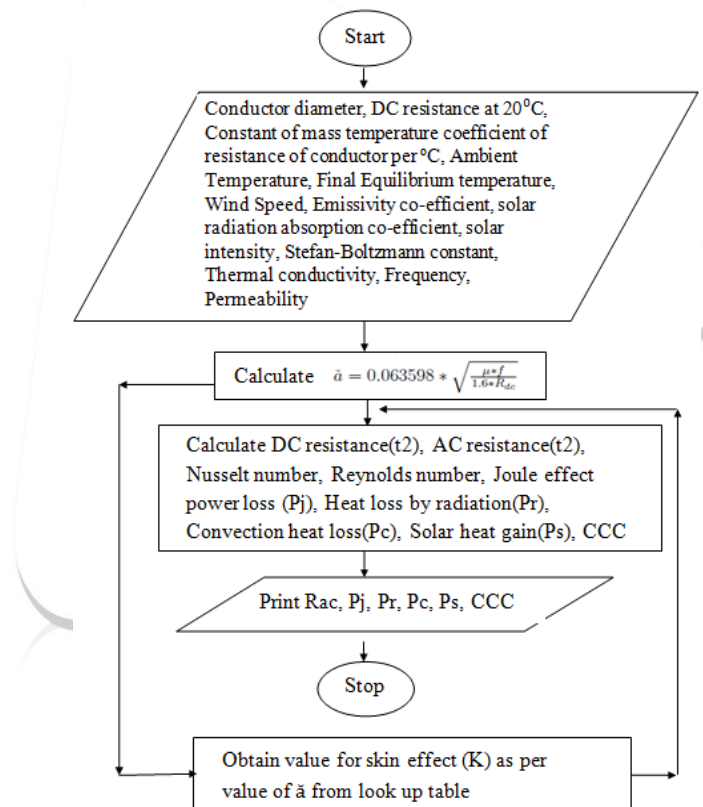 Start
Conductor diameter, DC resistance at 20⁰C,
Constant of mass temperature coefficient of
resistance of conductor per ⁰C, Ambient
Temperature, Final Equilibrium temperature,
Wind Speed, Emissivity co-efficient, solar
radiation absorption co-efficient, solar
intensity, Stefan-Boltzmann constant,
Thermal conductivity, Frequency,
Permeability
Calculate ǎ = 0.063598 * √(μ*f / 1.6*R_dc)
Calculate DC resistance(t2), AC resistance(t2),
Nusselt number, Reynolds number, Joule effect
power loss (Pj), Heat loss by radiation(Pr),
Convection heat loss(Pc), Solar heat gain(Ps), CCC
Print Rac, Pj, Pr, Pc, Ps, CCC
Stop
Obtain value for skin effect (K) as per
value of ǎ from look up table